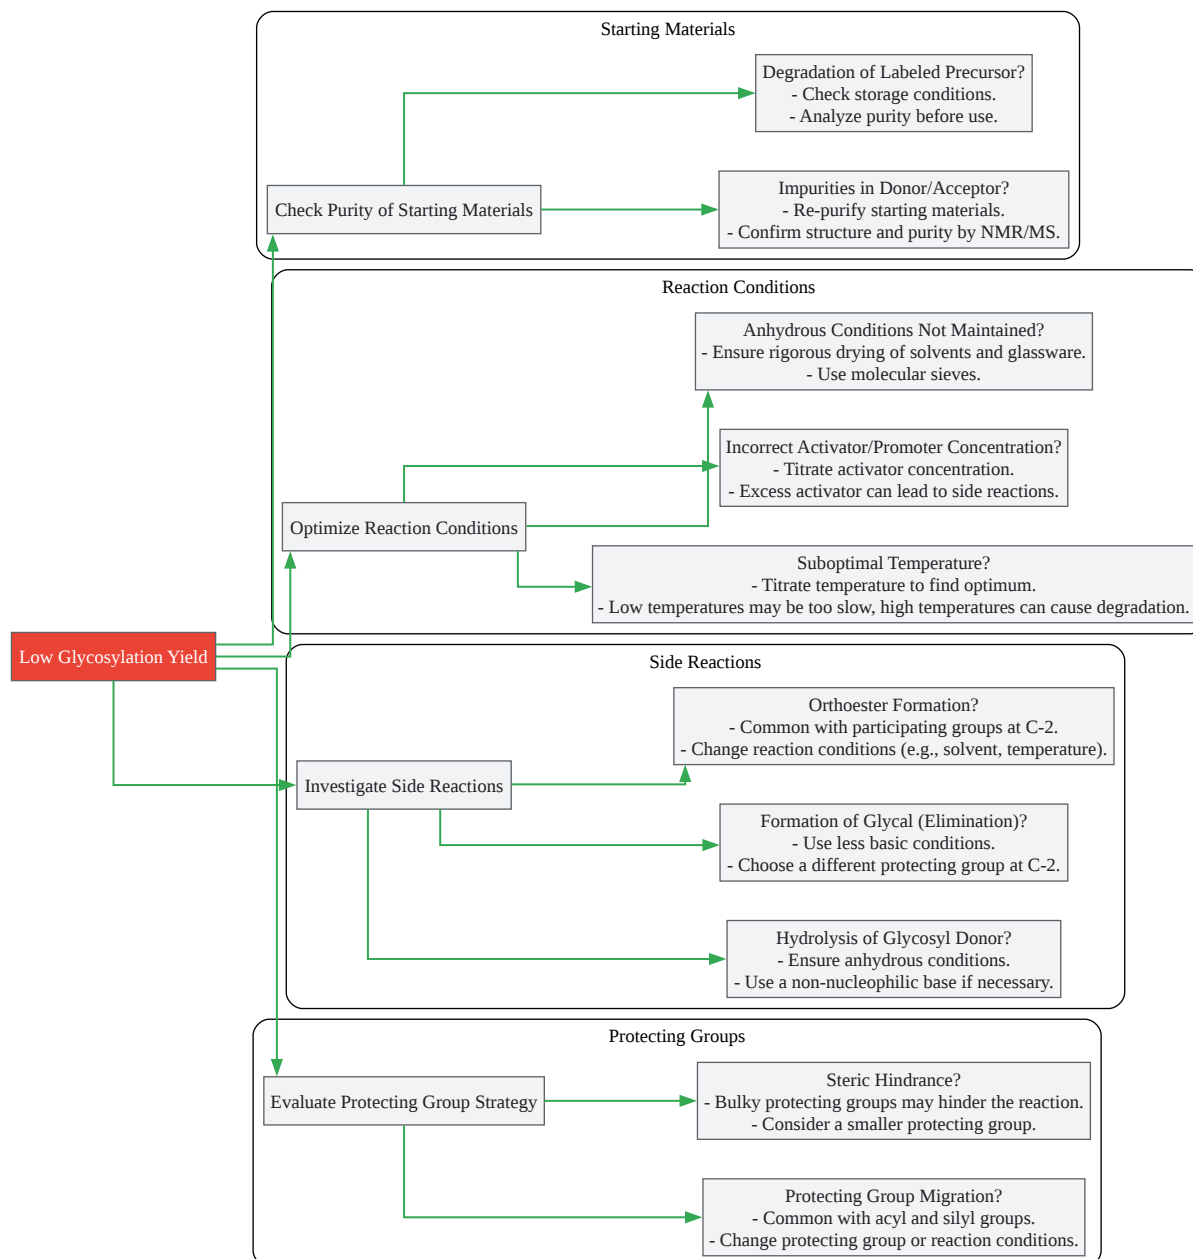 Starting Materials
Degradation of Labeled Precursor?
- Check storage conditions.
- Analyze purity before use.
Check Purity of Starting Materials
Impurities in Donor/Acceptor?
- Re-purify starting materials.
- Confirm structure and purity by NMR/MS.
Reaction Conditions
Anhydrous Conditions Not Maintained?
- Ensure rigorous drying of solvents and glassware.
- Use molecular sieves.
Incorrect Activator/Promoter Concentration?
- Titrate activator concentration.
- Excess activator can lead to side reactions.
Optimize Reaction Conditions
Suboptimal Temperature?
- Titrate temperature to find optimum.
- Low temperatures may be too slow, high temperatures can cause degradation.
Low Glycosylation Yield
Side Reactions
Orthoester Formation?
- Common with participating groups at C-2.
- Change reaction conditions (e.g., solvent, temperature).
Investigate Side Reactions
Formation of Glycal (Elimination)?
- Use less basic conditions.
- Choose a different protecting group at C-2.
Hydrolysis of Glycosyl Donor?
- Ensure anhydrous conditions.
- Use a non-nucleophilic base if necessary.
Protecting Groups
Steric Hindrance?
- Bulky protecting groups may hinder the reaction.
- Consider a smaller protecting group.
Evaluate Protecting Group Strategy
Protecting Group Migration?
- Common with acyl and silyl groups.
- Change protecting group or reaction conditions.